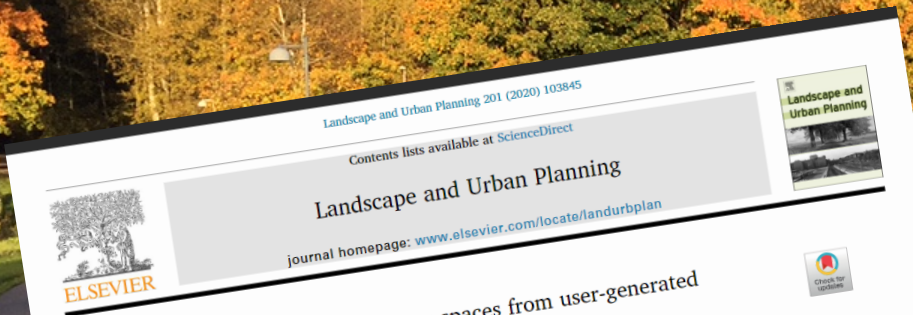 Landscape and Urban Planning 201 (2020) 103845
Contents lists available at ScienceDirect
Landscape and Urban Planning
journal homepage: www.elsevier.com/locate/landurbplan
ELSEVIER
Landscape and
Urban Planning
Check for
updates
from user-generated